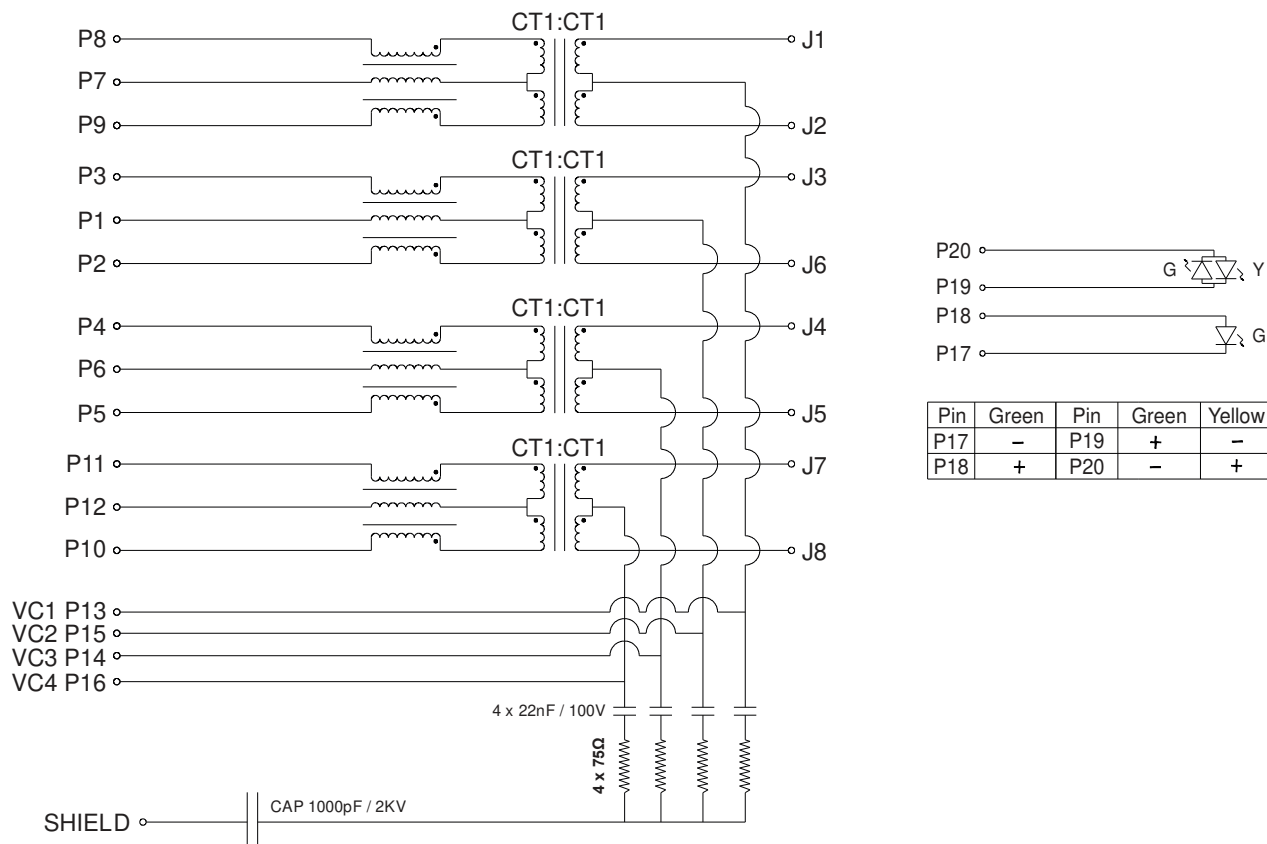 CT1:CT1
P8
J1
P7
P9
J2
CT1:CT1
P3
J3
P1
P2
J6
CT1:CT1
P4
J4
P6
P5
J5
CT1:CT1
P11
J7
P12
P10
J8
VC1 P13
VC2 P15
VC3 P14
VC4 P16
4 x 22nF / 100V
4 x 75Ω
CAP 1000pF / 2KV
SHIELD
P20
G Y
P19
P18
G
P17
Pin Green Pin Green Yellow
P17 − P19 + −
P18 + P20 − +